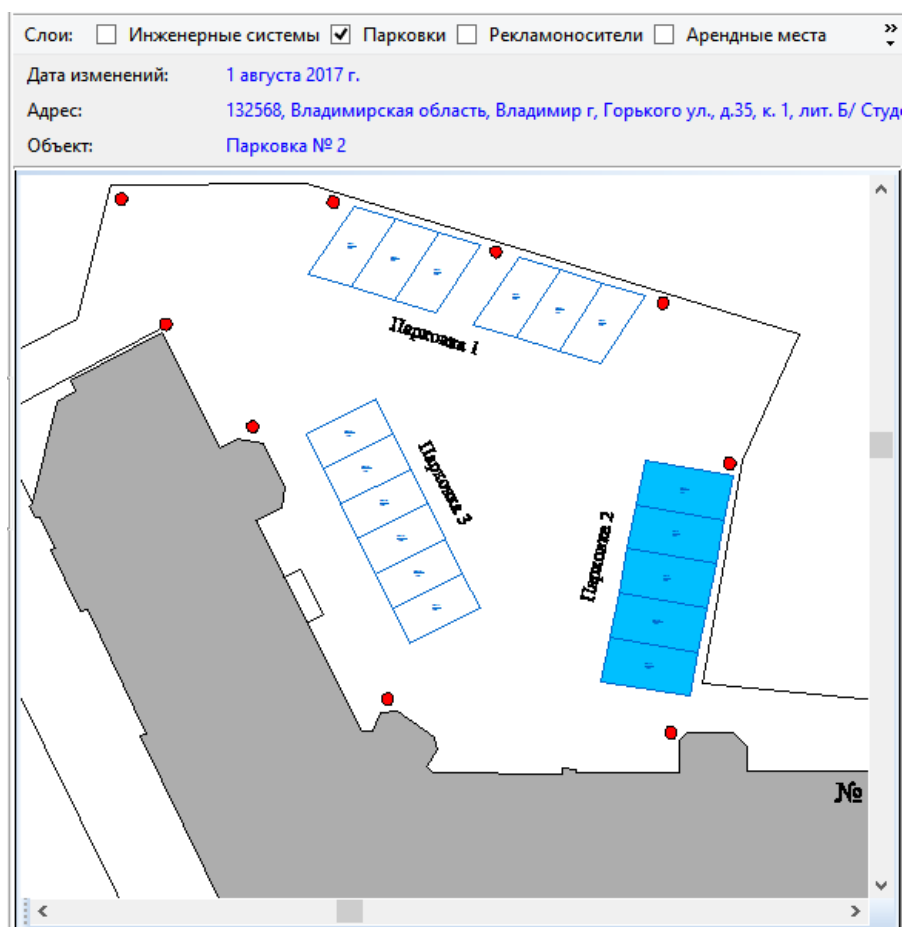 Слои: Инженерные системы Парковки Рекламоносители Арендные места
Дата изменений: 1 августа 2017 г.
Адрес: 132568, Владимирская область, Владимир г, Горького ул., д.35, к. 1, лит. Б/ Студе
Объект: Парковка № 2
Парковка 1
Парковка 3
Парковка 2
№